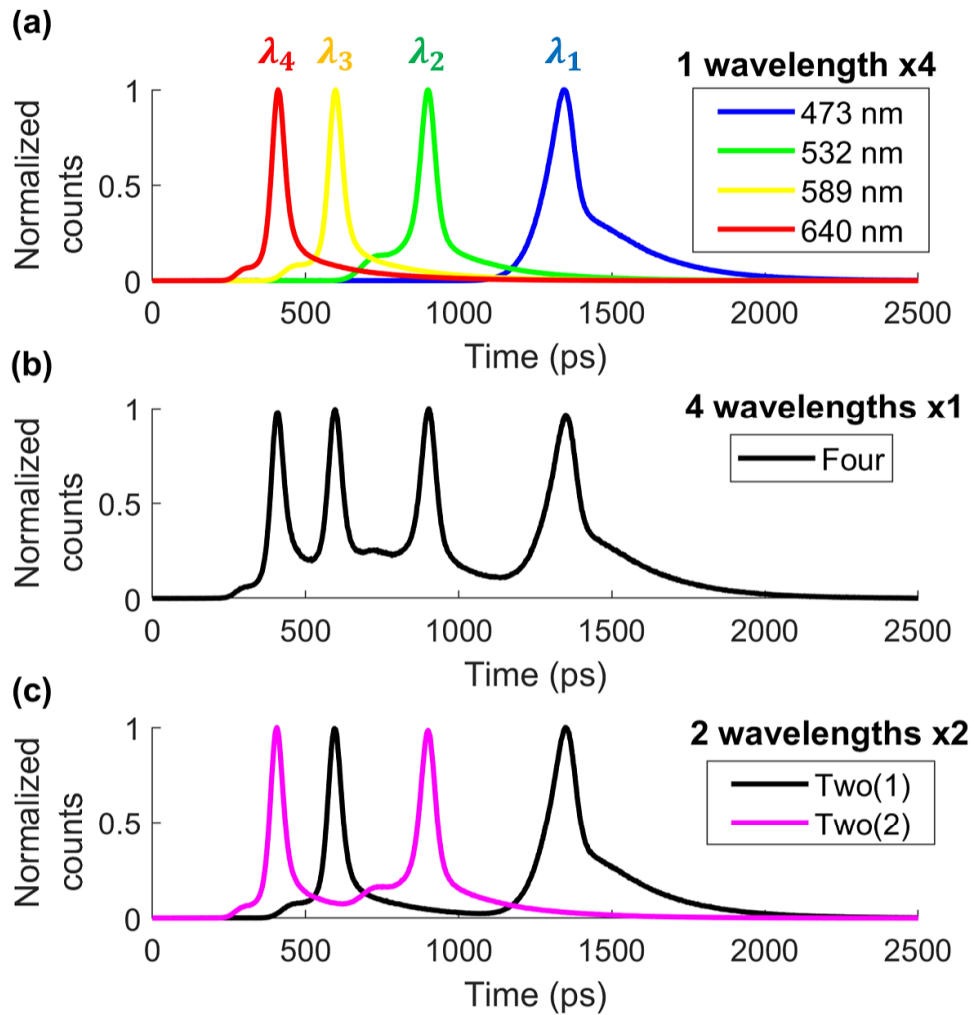 (a)
λ4 λ3 λ2 λ1
1 wavelength x4
473 nm
532 nm
589 nm
640 nm
Normalized
counts
1
0.5
0
0 500 1000 1500 2000 2500
Time (ps)
(b)
4 wavelengths x1
Four
Normalized
counts
1
0.5
0
0 500 1000 1500 2000 2500
Time (ps)
(c)
2 wavelengths x2
Two(1)
Two(2)
Normalized
counts
1
0.5
0
0 500 1000 1500 2000 2500
Time (ps)